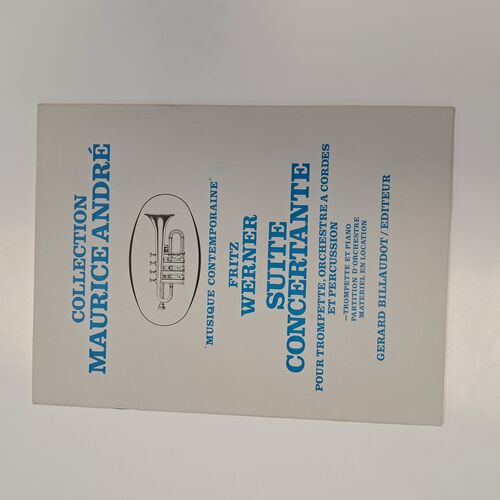 COLLECTION
MAURICE ANDRÉ
"MUSIQUE CONTEMPORAINE"
FRITZ
WERNER
SUITE
CONCERTANTE
POUR TROMPETTE, ORCHESTRE A CORDES
ET PERCUSSION
—TROMPETTE ET PIANO
PARTITION D'ORCHESTRE
MATERIEL EN LOCATION
GERARD BILLAUDOT/EDITEUR